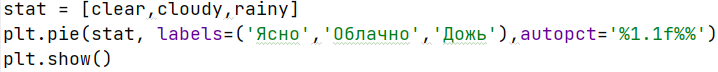 stat = [clear,cloudy,rainy]
plt.pie(stat, labels=('Ясно','Облачно','Дожь'),autopct='%1.1f%%')
plt.show()